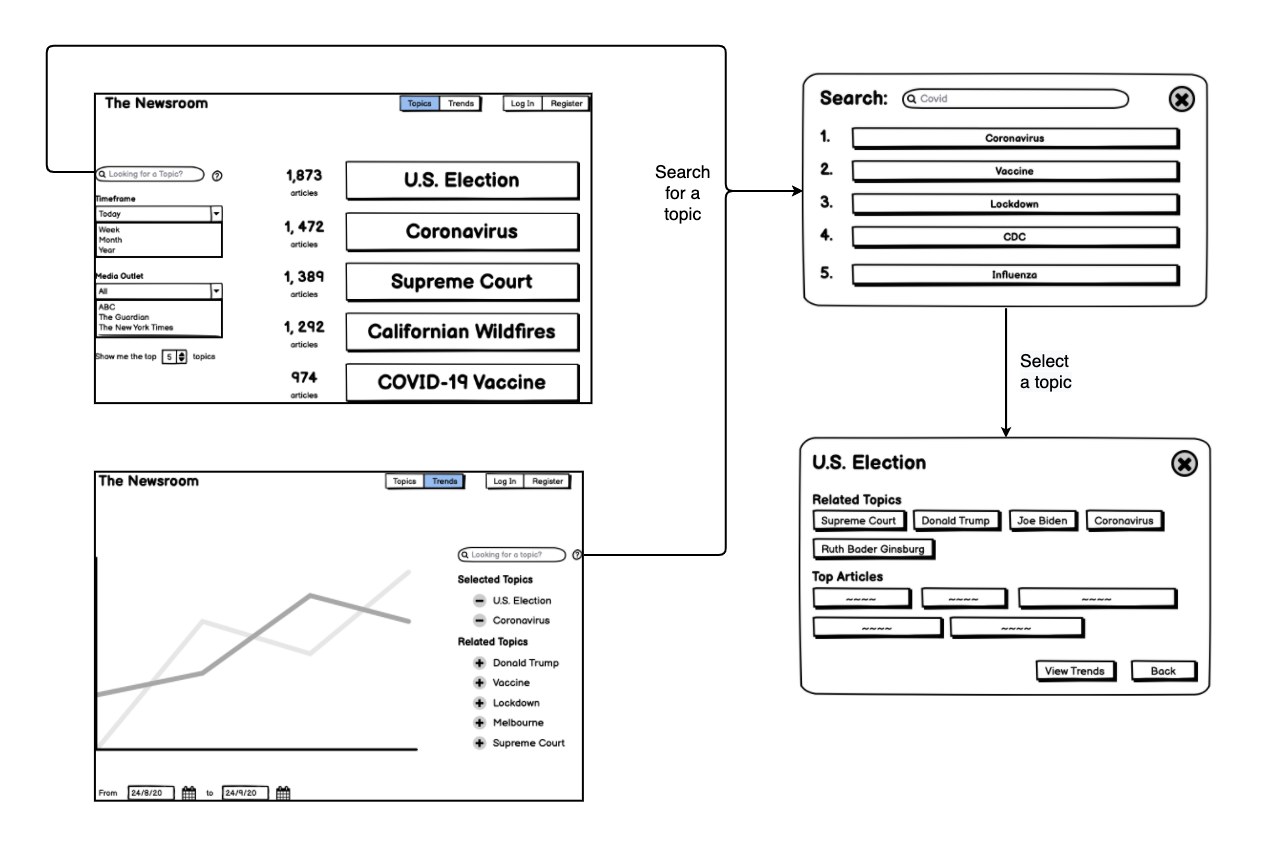 The Newsroom
Topics Trends Log In Register
Looking for a Topic?
Timeframe
Today
Week
Month
Year
Media Outlet
All
ABC
The Guardian
The New York Times
Show me the top 5 topics
1,873 articles
U.S. Election
1, 472 articles
Coronavirus
1, 389 articles
Supreme Court
1, 292 articles
Californian Wildfires
974 articles
COVID-19 Vaccine
Search
for a
topic
Search: Covid
1. Coronavirus
2. Vaccine
3. Lockdown
4. CDC
5. Influenza
Select
a topic
The Newsroom
Topics Trends Log In Register
Looking for a topic?
Selected Topics
U.S. Election
Coronavirus
Related Topics
Donald Trump
Vaccine
Lockdown
Melbourne
Supreme Court
From 24/8/20 to 24/9/20
U.S. Election
Related Topics
Supreme Court Donald Trump Joe Biden Coronavirus
Ruth Bader Ginsburg
Top Articles
~~~~ ~~~~ ~~~~
~~~~ ~~~~
View Trends Back